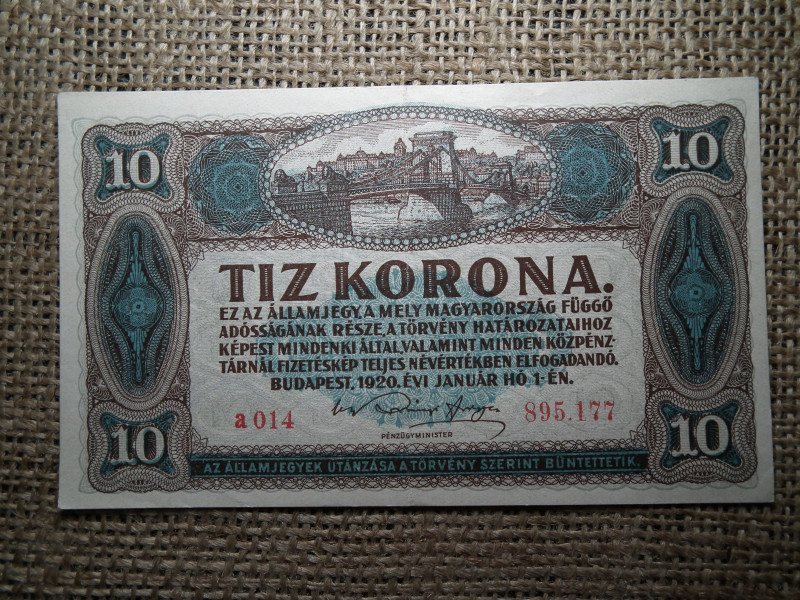 10 10
TIZ KORONA.
EZ AZ ÁLLAMJEGY, A MELY MAGYARORSZÁG FÜGGŐ
ADÓSSÁGÁNAK RÉSZE, A TÖRVÉNY HATÁROZATAIHOZ
KÉPEST MINDENKI ÁLTAL, VALAMINT MINDEN KÖZPÉNZ-
TÁRNÁL FIZETÉSKÉP TELJES NÉVÉRTÉKBEN ELFOGADANDÓ.
BUDAPEST, 1920. ÉVI JANUÁR HÓ 1-ÉN.
a 014 895.177
PÉNZÜGYMINISTER
10 10
AZ ÁLLAMJEGYEK UTÁNZÁSA A TÖRVÉNY SZERINT BÜNTETTETIK.